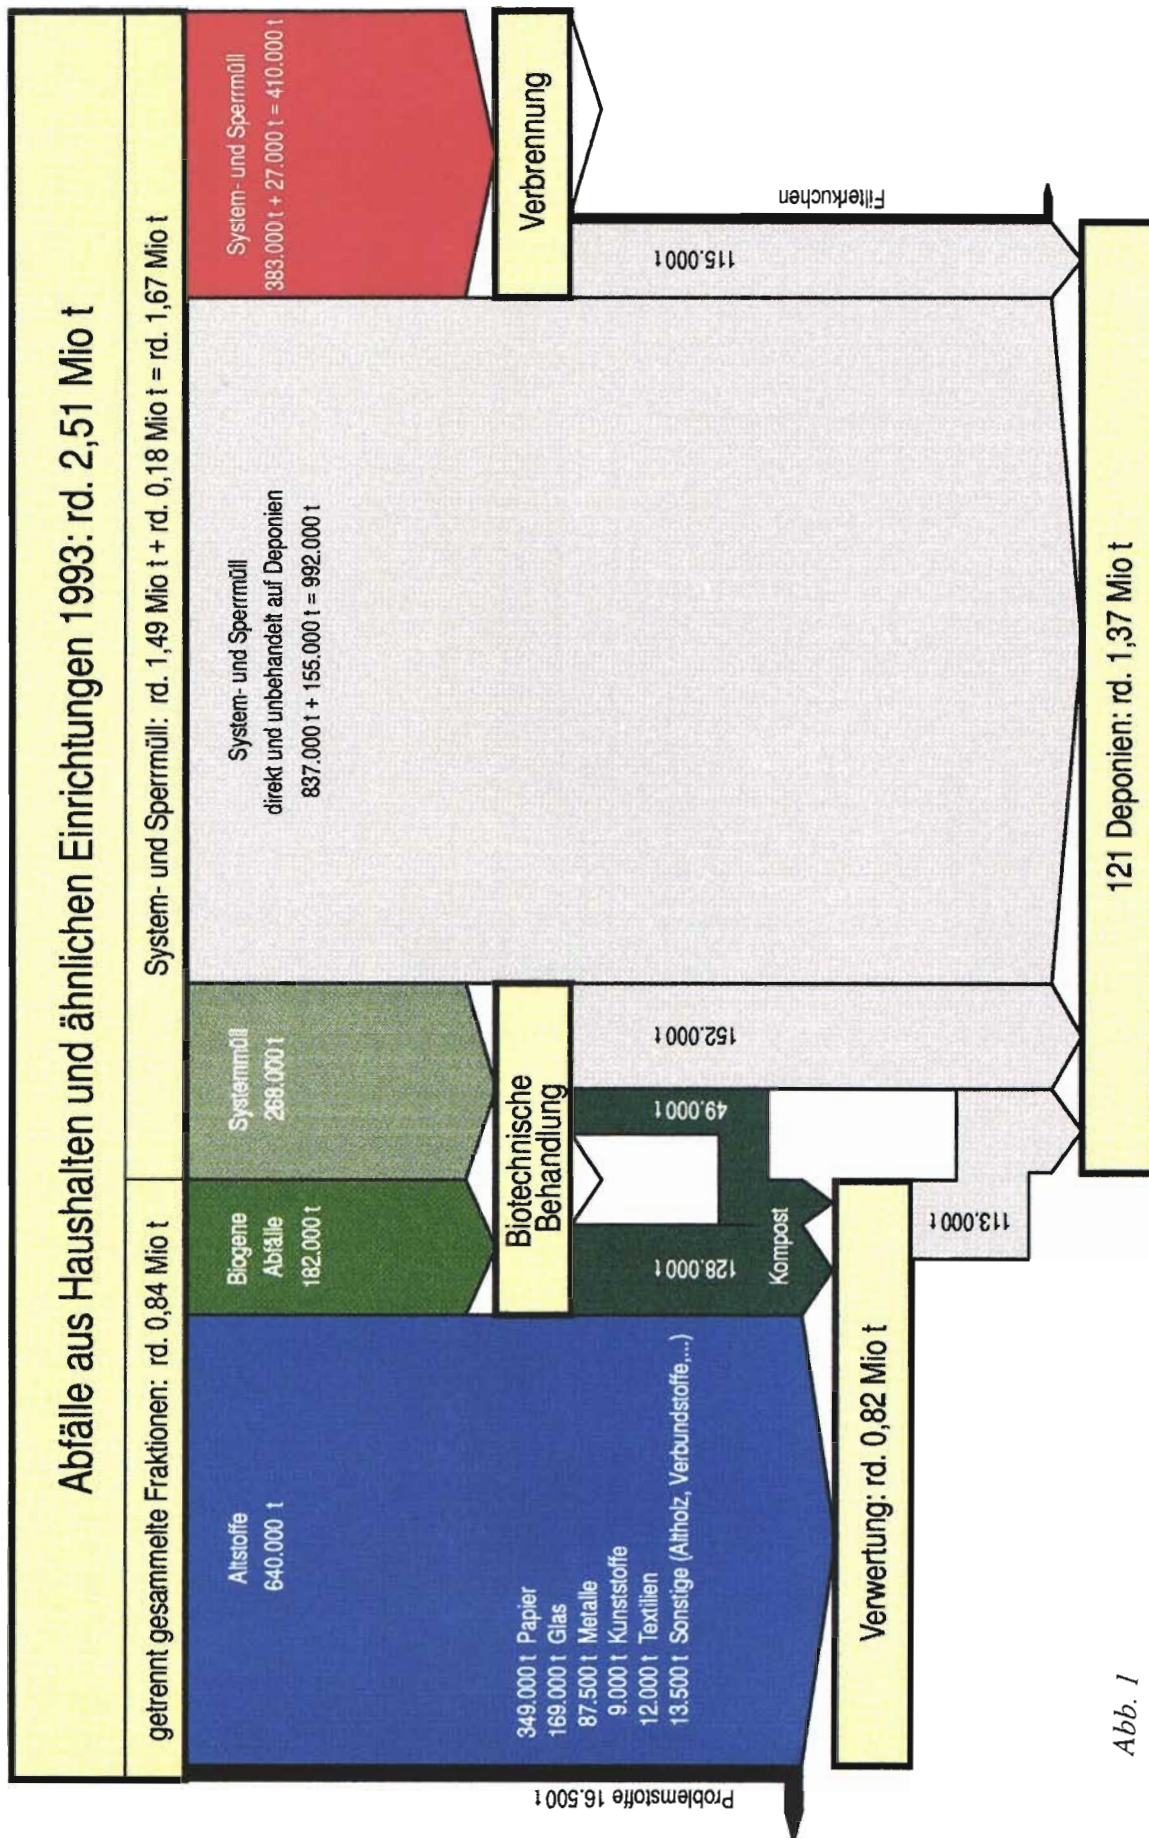 Abfälle aus Haushalten und ähnlichen Einrichtungen 1993: rd. 2,51 Mio t
getrennt gesammelte Fraktionen: rd. 0,84 Mio t
System- und Sperrmüll: rd. 1,49 Mio t + rd. 0,18 Mio t = rd. 1,67 Mio t
Altstoffe
640.000 t
349.000 t Papier
169.000 t Glas
87.500 t Metalle
9.000 t Kunststoffe
12.000 t Textilien
13.500 t Sonstige (Altholz, Verbundstoffe,...)
Problemstoffe 16.500 t
Biogene
Abfälle
182.000 t
Systemmüll
268.000 t
System- und Sperrmüll
direkt und unbehandelt auf Deponien
837.000 t + 155.000 t = 992.000 t
System- und Sperrmüll
383.000 t + 27.000 t = 410.000 t
Biotechnische
Behandlung
Verbrennung
128.000 t
49.000 t
Kompost
152.000 t
115.000 t
Filterkuchen
Verwertung: rd. 0,82 Mio t
113.000 t
121 Deponien: rd. 1,37 Mio t
Abb. 1